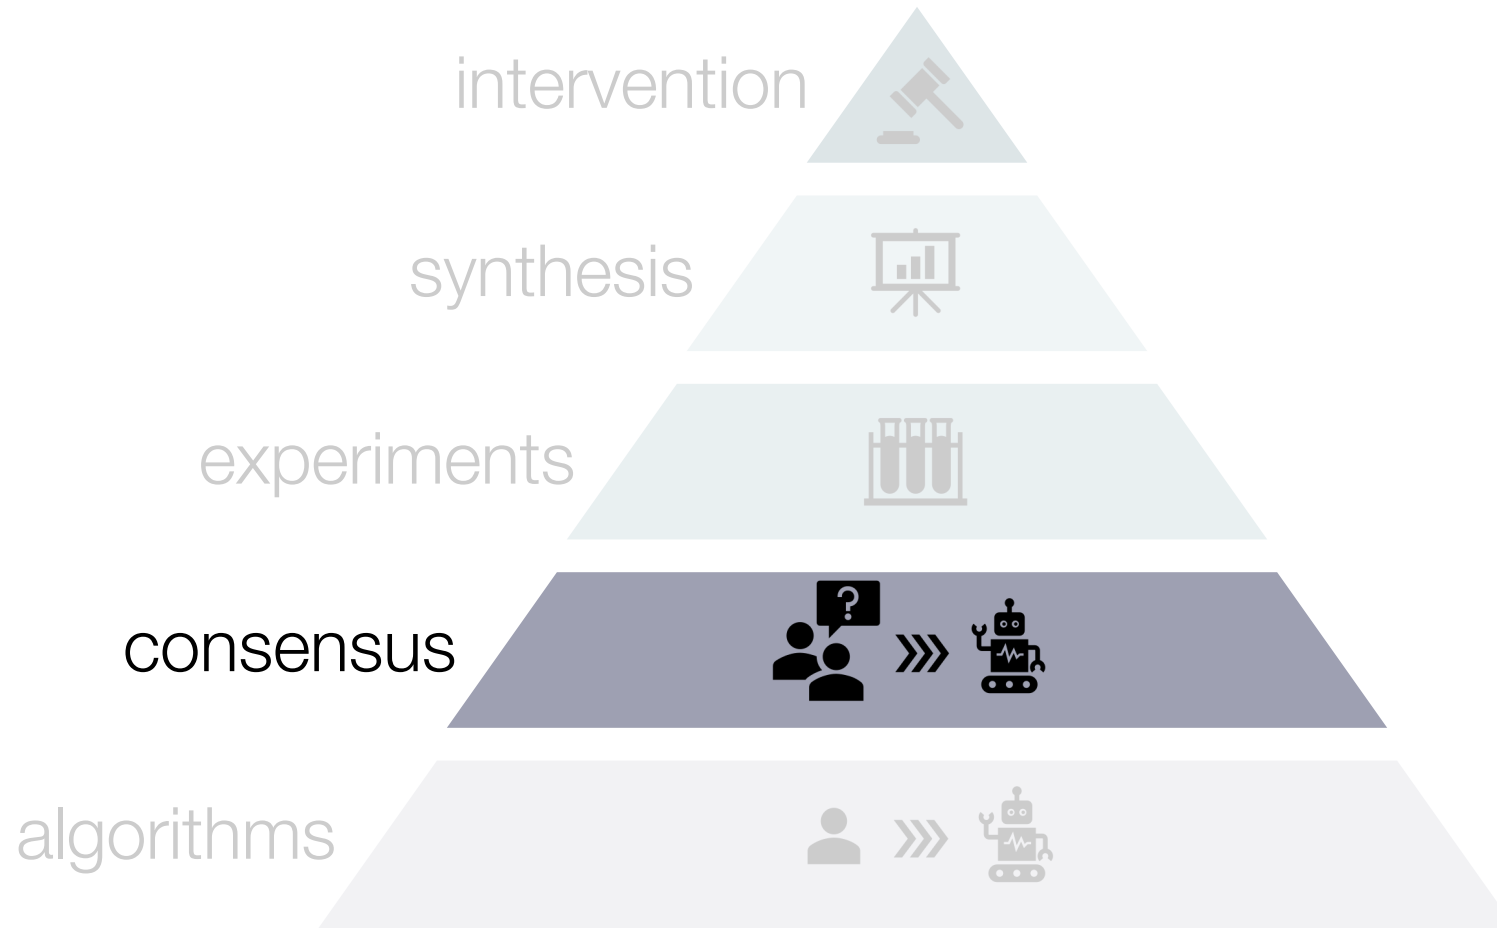 intervention
synthesis
experiments
?
consensus
algorithms